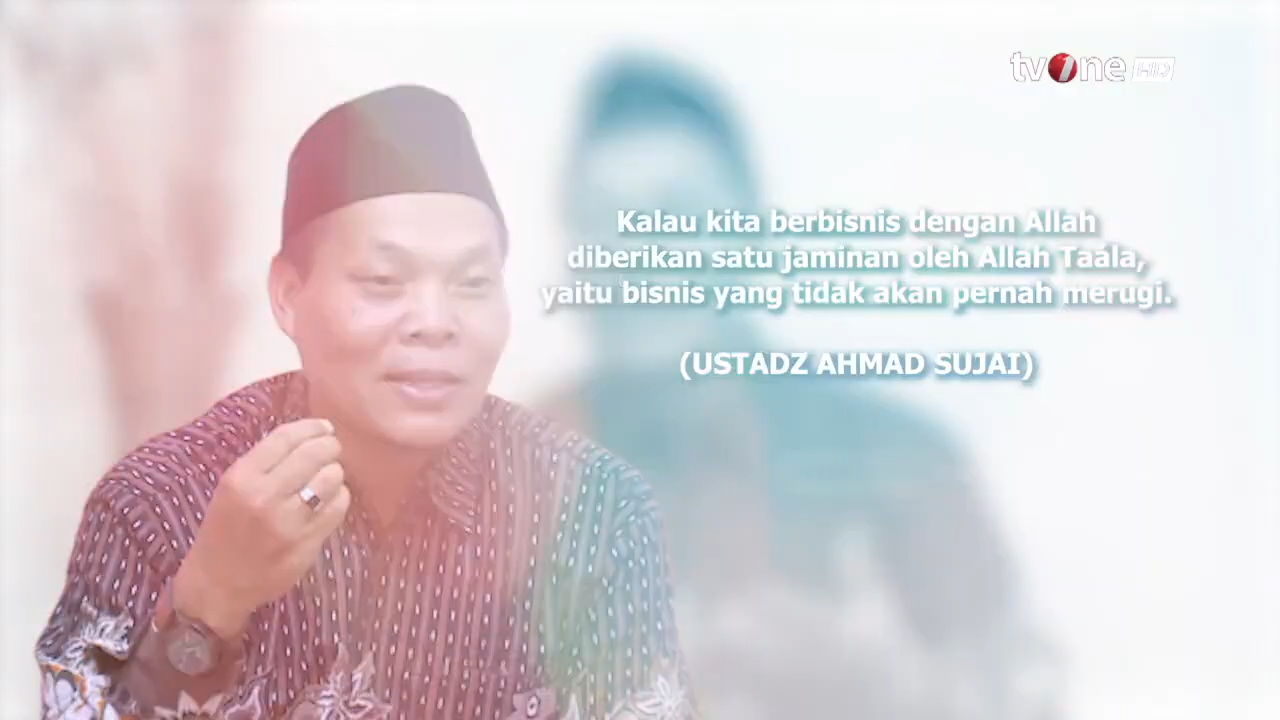 tvOne HD
Kalau kita berbisnis dengan Allah
diberikan satu jaminan oleh Allah Taala,
yaitu bisnis yang tidak akan pernah merugi.
(USTADZ AHMAD SUJAI)